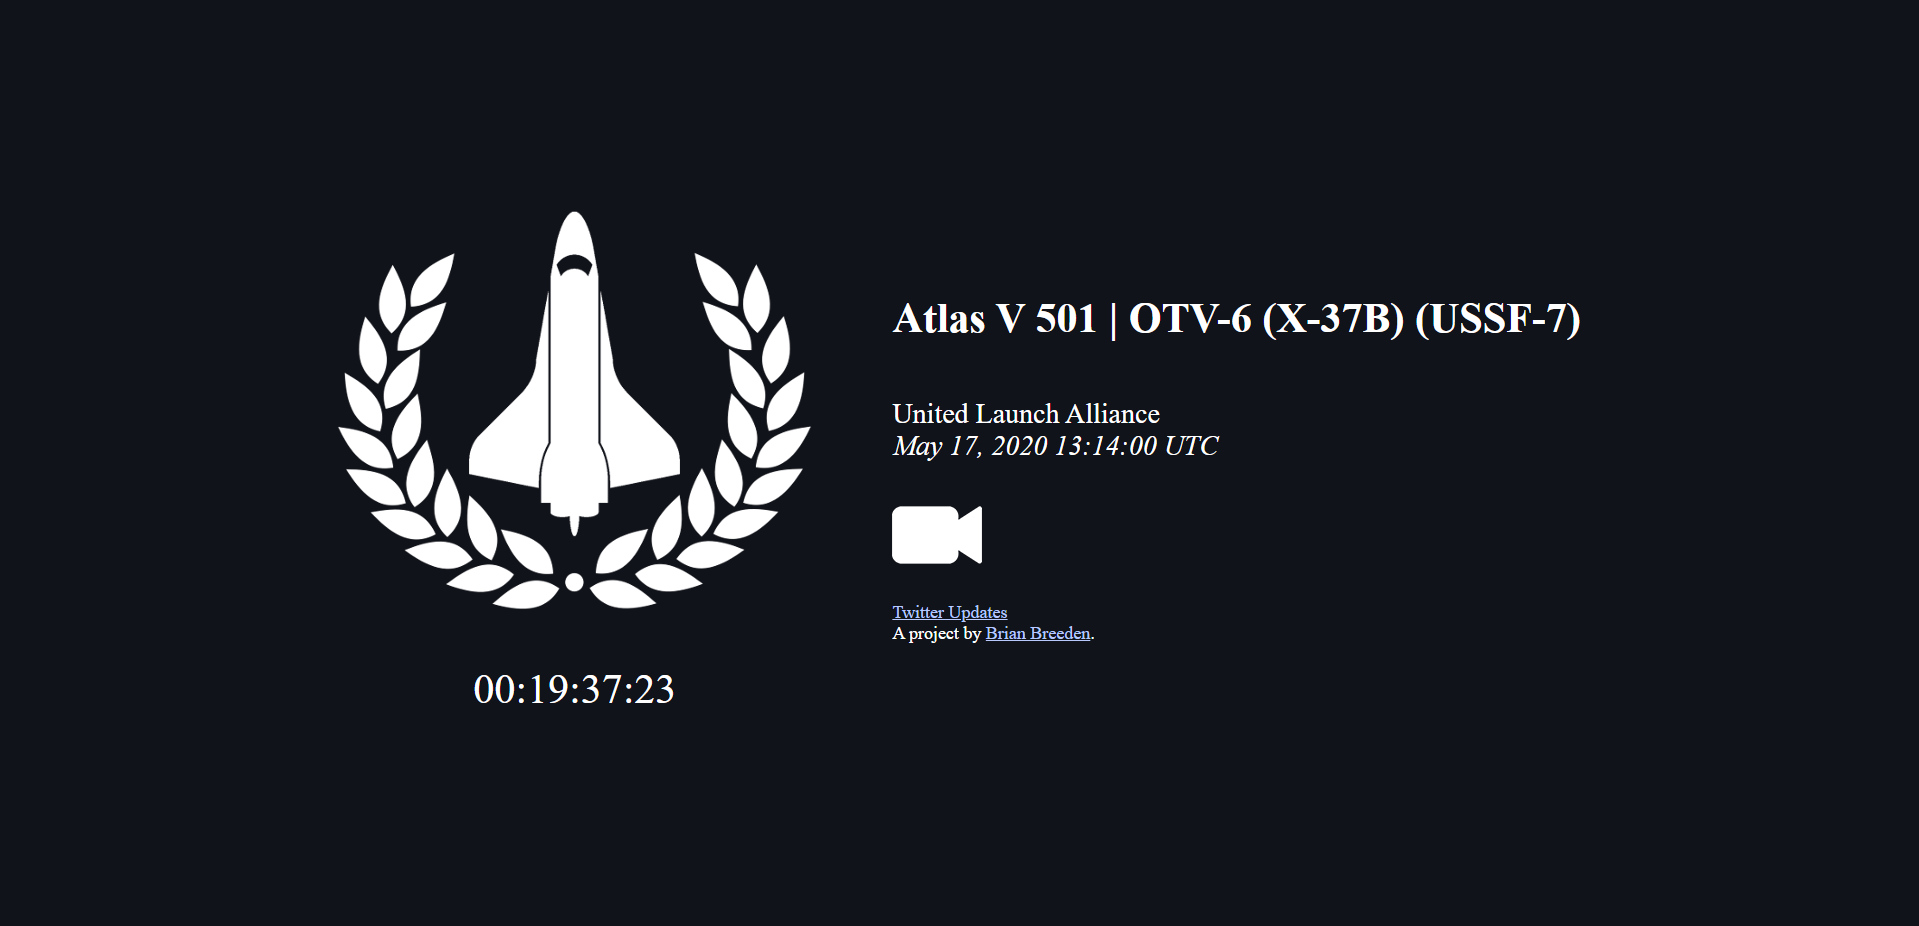 Atlas V 501 | OTV-6 (X-37B) (USSF-7)
United Launch Alliance
May 17, 2020 13:14:00 UTC
Twitter Updates
A project by Brian Breeden.
00:19:37:23